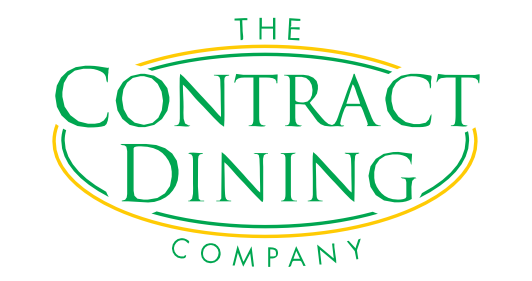 THE
CONTRACT
DINING
COMPANY